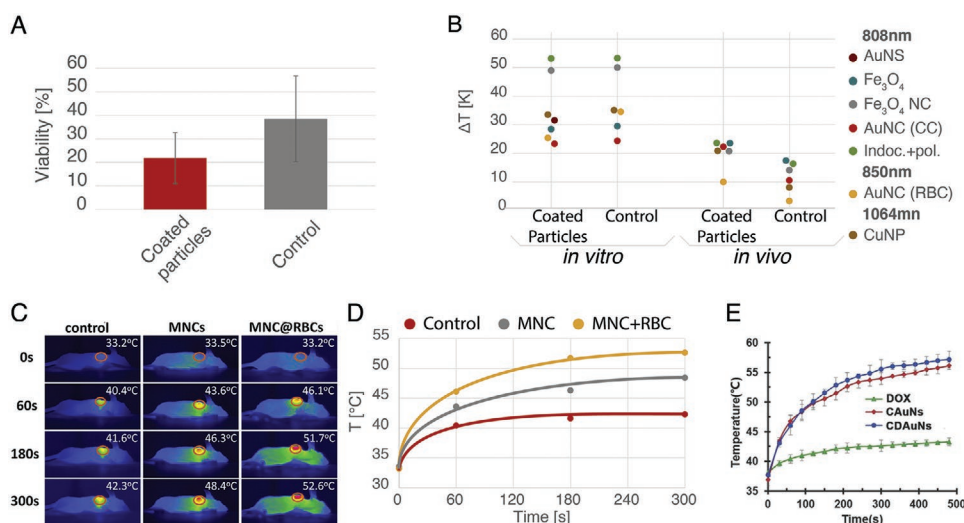 A
Viability [%]
60
50
40
30
20
10
0
Coated
particles
Control
B
ΔT [K]
60
50
40
30
20
10
0
Coated
Particles
Control
Coated
Particles
Control
in vitro
in vivo
808nm
AuNS
Fe3O4
Fe3O4 NC
AuNC (CC)
Indoc.+pol.
850nm
AuNC (RBC)
1064mn
CuNP
C
control MNCs MNC@RBCs
0s 33.2°C 33.5°C 33.2°C
60s 40.4°C 43.6°C 46.1°C
180s 41.6°C 46.3°C 51.7°C
300s 42.3°C 48.4°C 52.6°C
D
Control MNC MNC+RBC
T [°C]
55
50
45
40
35
30
0 60 120 180 240 300
Time [s]
E
Temperature(°C)
60
55
50
45
40
35
DOX
CAuNs
CDAuNs
0 100 200 300 400 500
Time(s)